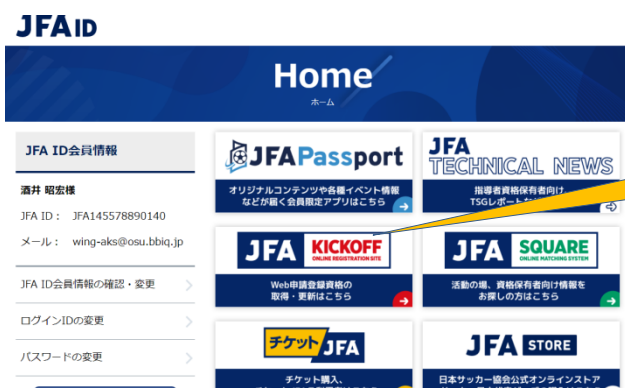 JFA ID
Home
ホーム
JFA ID会員情報
酒井 昭宏様
JFA ID： JFA145578890140
メール： wing-aks@osu.bbiq.jp
JFA ID会員情報の確認・変更
ログインIDの変更
パスワードの変更
JFAPassport
オリジナルコンテンツや各種イベント情報
などが届く会員限定アプリはこちら
JFA
TECHNICAL NEWS
指導者資格保有者向け
TSGレポート
JFA KICKOFF
ONLINE REGISTRATION SITE
Web申請登録資格の
取得・更新はこちら
JFA SQUARE
ONLINE MATCHING SYSTEM
活動の場、資格保有者向け情報を
お探しの方はこちら
チケットJFA
チケット購入、
JFA STORE
日本サッカー協会公式オンラインストア